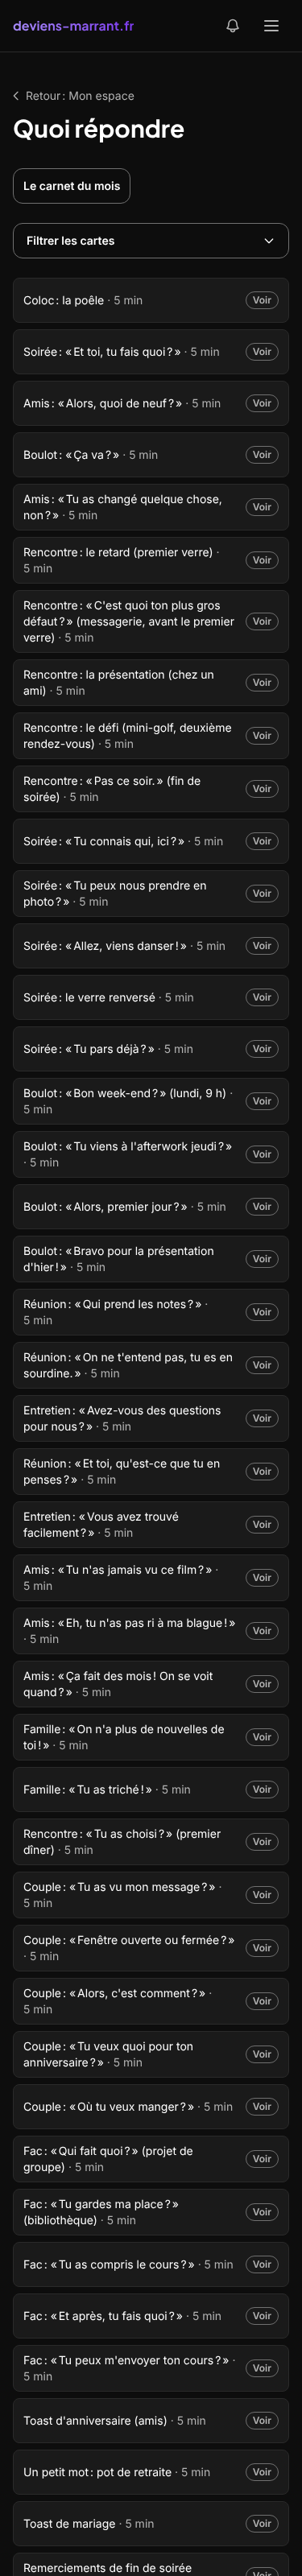 deviens-marrant.fr
Retour : Mon espace
Quoi répondre
Le carnet du mois
Filtrer les cartes
Coloc : la poêle · 5 min
Voir
Soirée : « Et toi, tu fais quoi ? » · 5 min
Voir
Amis : « Alors, quoi de neuf ? » · 5 min
Voir
Boulot : « Ça va ? » · 5 min
Voir
Amis : « Tu as changé quelque chose,
non ? » · 5 min
Voir
Rencontre : le retard (premier verre) ·
5 min
Voir
Rencontre : « C'est quoi ton plus gros
défaut ? » (messagerie, avant le premier
verre) · 5 min
Voir
Rencontre : la présentation (chez un
ami) · 5 min
Voir
Rencontre : le défi (mini-golf, deuxième
rendez-vous) · 5 min
Voir
Rencontre : « Pas ce soir. » (fin de
soirée) · 5 min
Voir
Soirée : « Tu connais qui, ici ? » · 5 min
Voir
Soirée : « Tu peux nous prendre en
photo ? » · 5 min
Voir
Soirée : « Allez, viens danser ! » · 5 min
Voir
Soirée : le verre renversé · 5 min
Voir
Soirée : « Tu pars déjà ? » · 5 min
Voir
Boulot : « Bon week-end ? » (lundi, 9 h) ·
5 min
Voir
Boulot : « Tu viens à l'afterwork jeudi ? »
· 5 min
Voir
Boulot : « Alors, premier jour ? » · 5 min
Voir
Boulot : « Bravo pour la présentation
d'hier ! » · 5 min
Voir
Réunion : « Qui prend les notes ? » ·
5 min
Voir
Réunion : « On ne t'entend pas, tu es en
sourdine. » · 5 min
Voir
Entretien : « Avez-vous des questions
pour nous ? » · 5 min
Voir
Réunion : « Et toi, qu'est-ce que tu en
penses ? » · 5 min
Voir
Entretien : « Vous avez trouvé
facilement ? » · 5 min
Voir
Amis : « Tu n'as jamais vu ce film ? » ·
5 min
Voir
Amis : « Eh, tu n'as pas ri à ma blague ! »
· 5 min
Voir
Amis : « Ça fait des mois ! On se voit
quand ? » · 5 min
Voir
Famille : « On n'a plus de nouvelles de
toi ! » · 5 min
Voir
Famille : « Tu as triché ! » · 5 min
Voir
Rencontre : « Tu as choisi ? » (premier
dîner) · 5 min
Voir
Couple : « Tu as vu mon message ? » ·
5 min
Voir
Couple : « Fenêtre ouverte ou fermée ? »
· 5 min
Voir
Couple : « Alors, c'est comment ? » ·
5 min
Voir
Couple : « Tu veux quoi pour ton
anniversaire ? » · 5 min
Voir
Couple : « Où tu veux manger ? » · 5 min
Voir
Fac : « Qui fait quoi ? » (projet de
groupe) · 5 min
Voir
Fac : « Tu gardes ma place ? »
(bibliothèque) · 5 min
Voir
Fac : « Tu as compris le cours ? » · 5 min
Voir
Fac : « Et après, tu fais quoi ? » · 5 min
Voir
Fac : « Tu peux m'envoyer ton cours ? » ·
5 min
Voir
Toast d'anniversaire (amis) · 5 min
Voir
Un petit mot : pot de retraite · 5 min
Voir
Toast de mariage · 5 min
Voir
Remerciements de fin de soirée
Voir